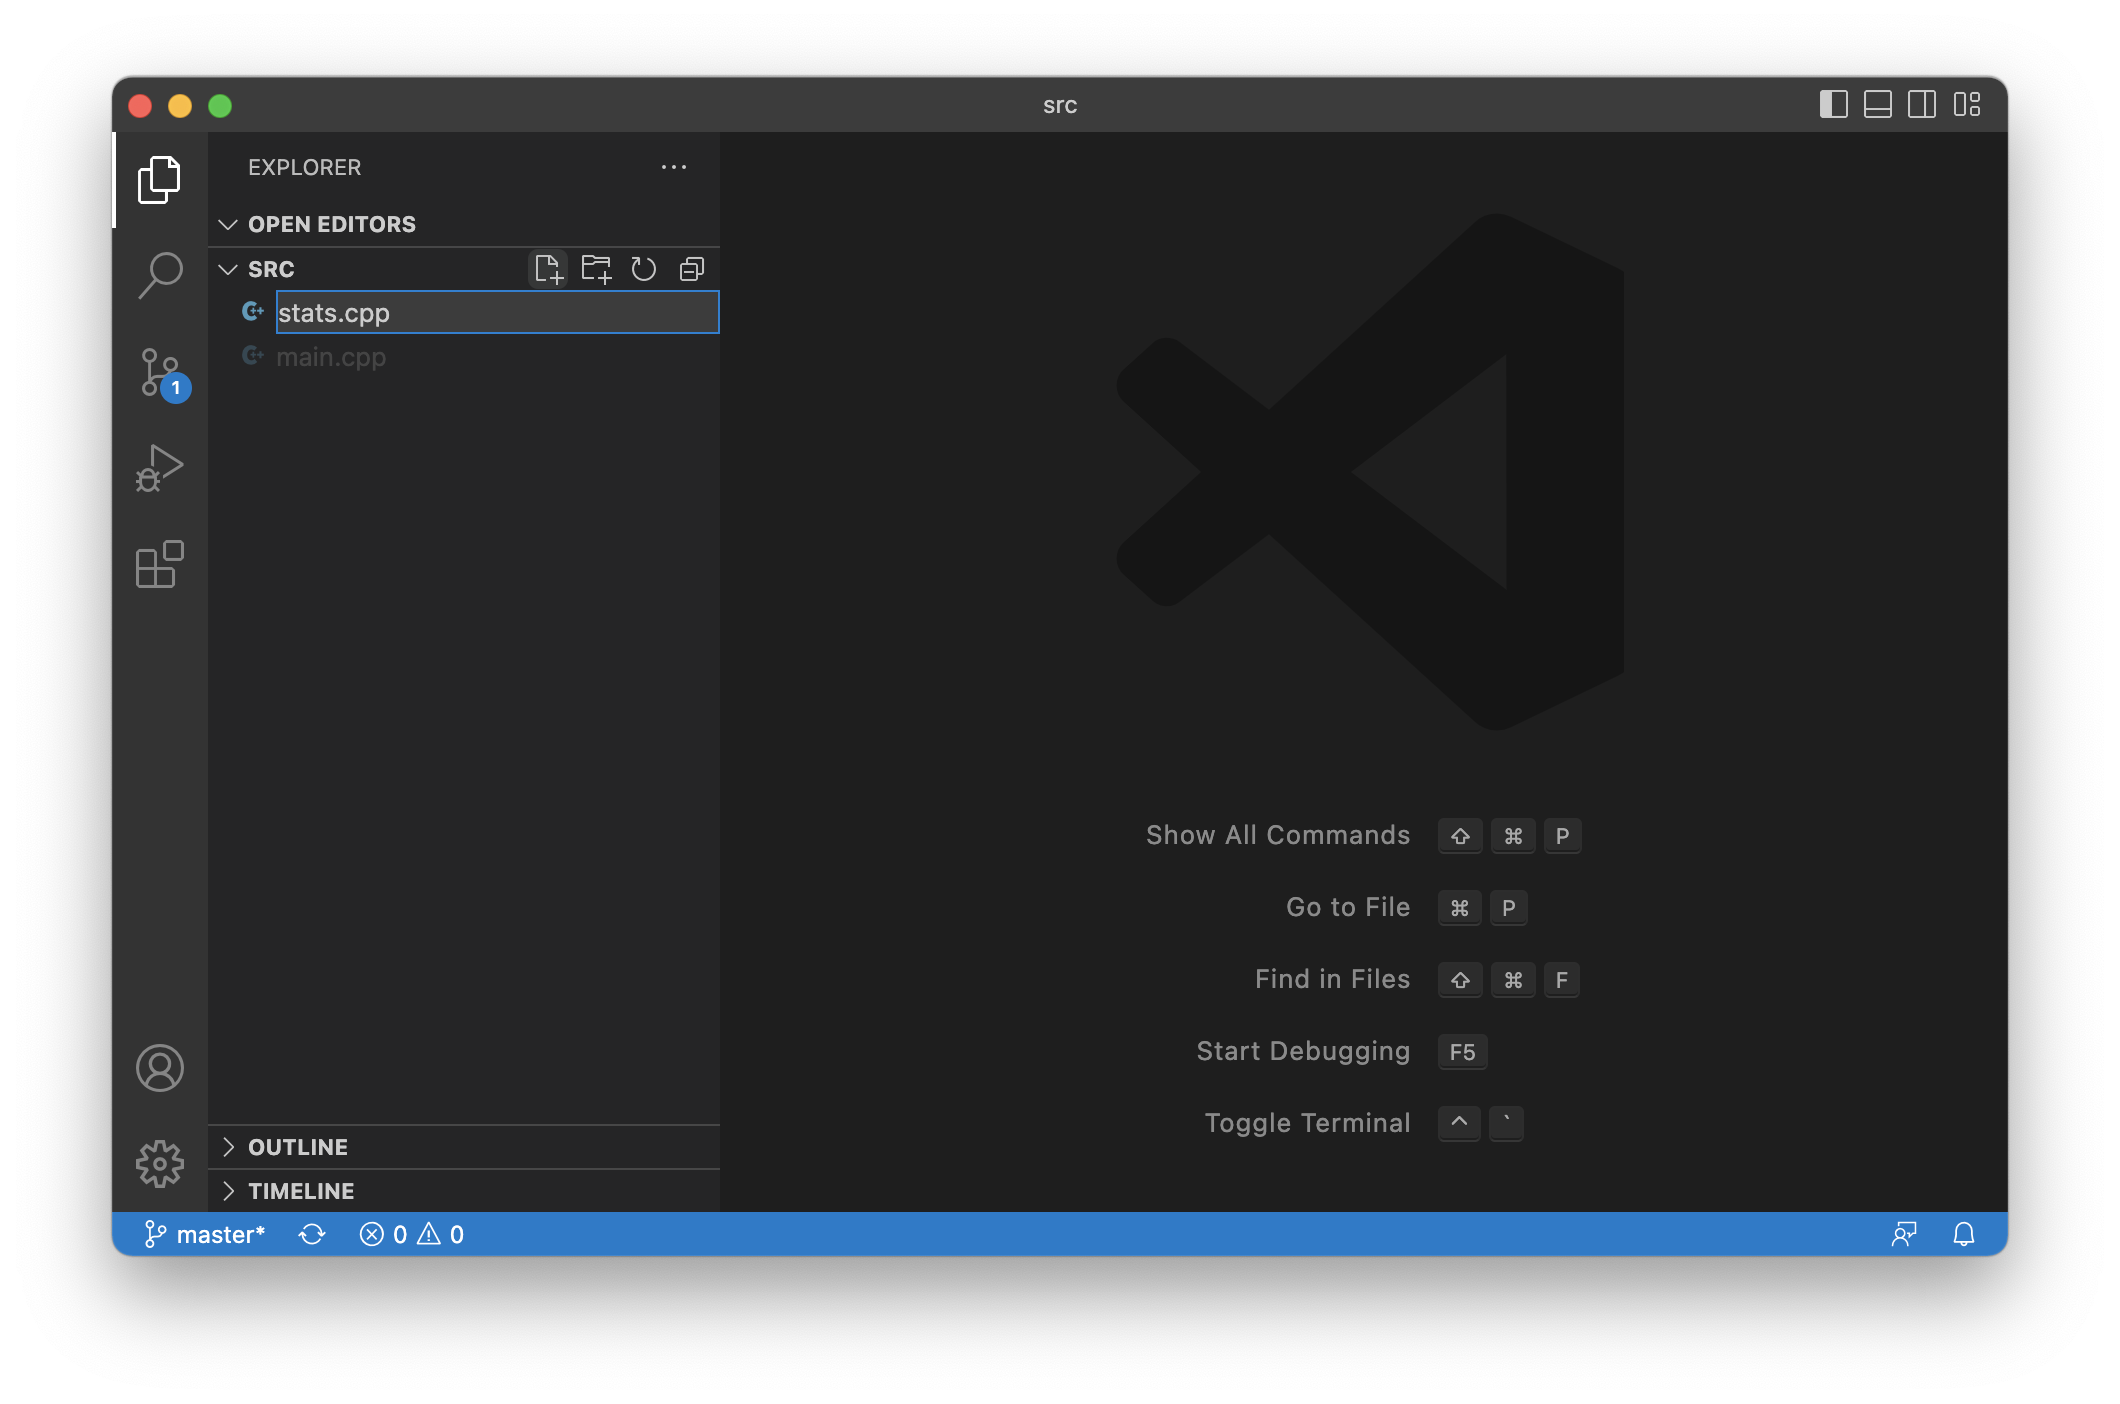 src
EXPLORER
OPEN EDITORS
SRC
stats.cpp
main.cpp
1
Show All Commands ⇧ ⌘ P
Go to File ⌘ P
Find in Files ⇧ ⌘ F
Start Debugging F5
Toggle Terminal ^ `
OUTLINE
TIMELINE
master* 0 0